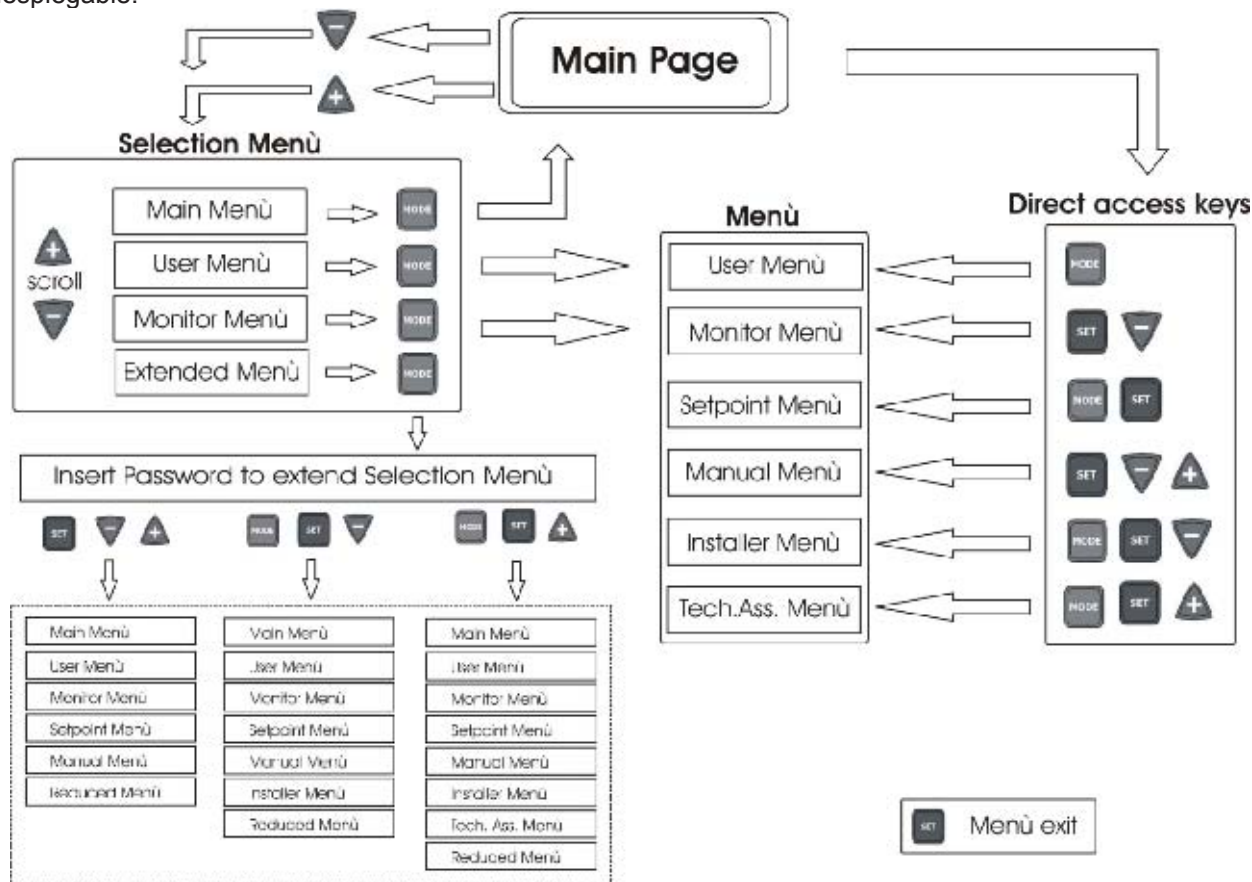 desplegable.
Main Page
Selection Menù
Main Menù
MODE
User Menù
MODE
Monitor Menù
MODE
Extended Menù
MODE
+
scroll
−
Insert Password to extend Selection Menù
SET − +
MODE SET −
MODE SET +
Main Menù
User Menù
Monitor Menù
Setpoint Menù
Manual Menù
Reduced Menù
Main Menù
User Menù
Monitor Menù
Setpoint Menù
Manual Menù
Installer Menù
Reduced Menù
Main Menù
User Menù
Monitor Menù
Setpoint Menù
Manual Menù
Installer Menù
Tech. Ass. Menù
Reduced Menù
Menù
User Menù
Monitor Menù
Setpoint Menù
Manual Menù
Installer Menù
Tech.Ass. Menù
Direct access keys
MODE
SET −
MODE SET
SET − +
MODE SET −
MODE SET +
SET Menù exit